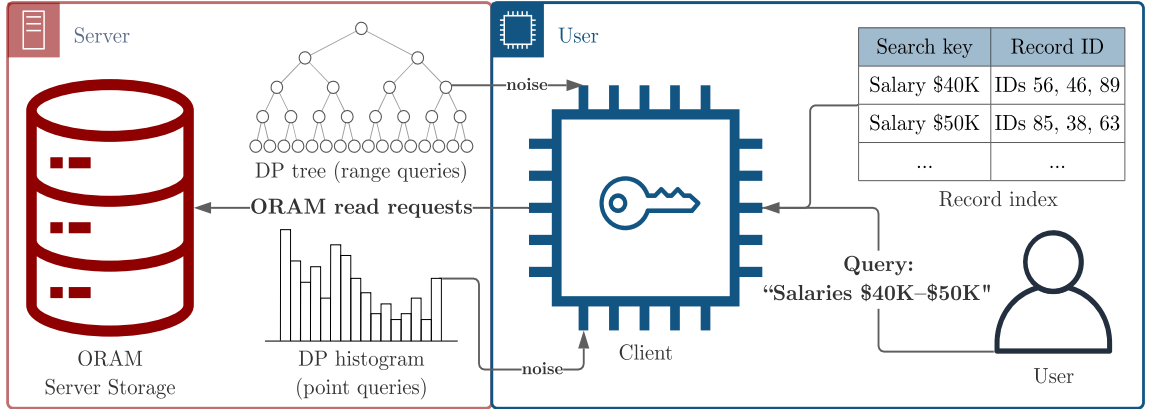 Server
User
Search key Record ID
Salary $40K IDs 56, 46, 89
Salary $50K IDs 85, 38, 63
... ...
Record index
noise
DP tree (range queries)
ORAM read requests
Query:
“Salaries $40K–$50K"
DP histogram
(point queries)
noise
Client
ORAM
Server Storage
User